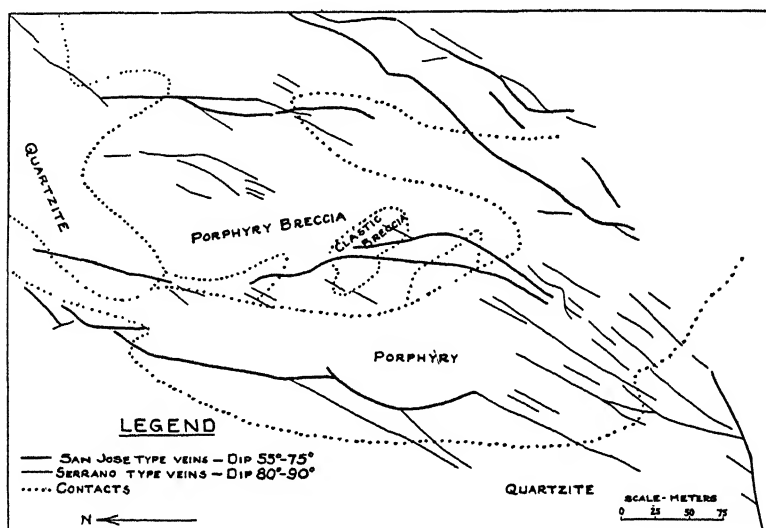 QUARTZITE
PORPHYRY BRECCIA
CLASTIC
BRECCIA
PORPHYRY
LEGEND
SAN JOSE TYPE VEINS - DIP 55°-75°
SERRANO TYPE VEINS - DIP 80°-90°
CONTACTS
N
QUARTZITE
SCALE-METERS
0 25 50 75